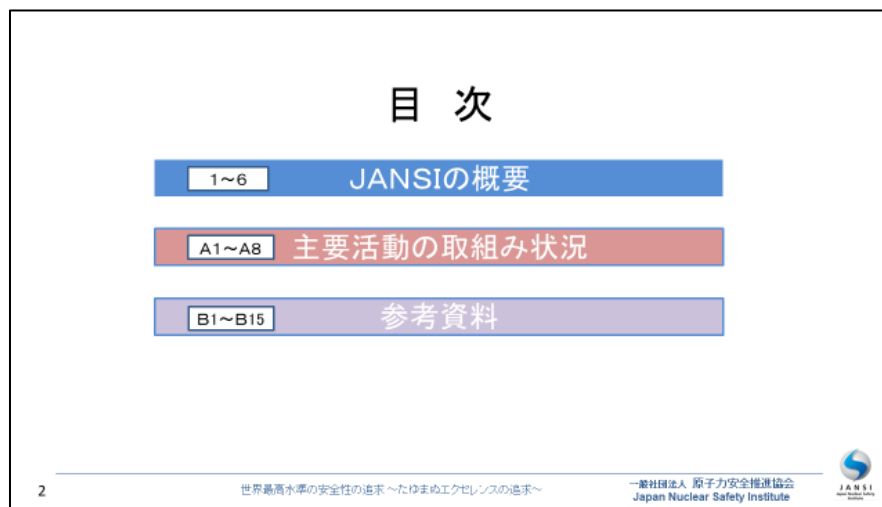 目 次
1～6 JANSIの概要
A1～A8 主要活動の取組み状況
B1～B15 参考資料
2
世界最高水準の安全性の追求 ～たゆまぬエクセレンスの追求～
一般社団法人 原子力安全推進協会
Japan Nuclear Safety Institute
JANSI
Japan Nuclear Safety
Institute